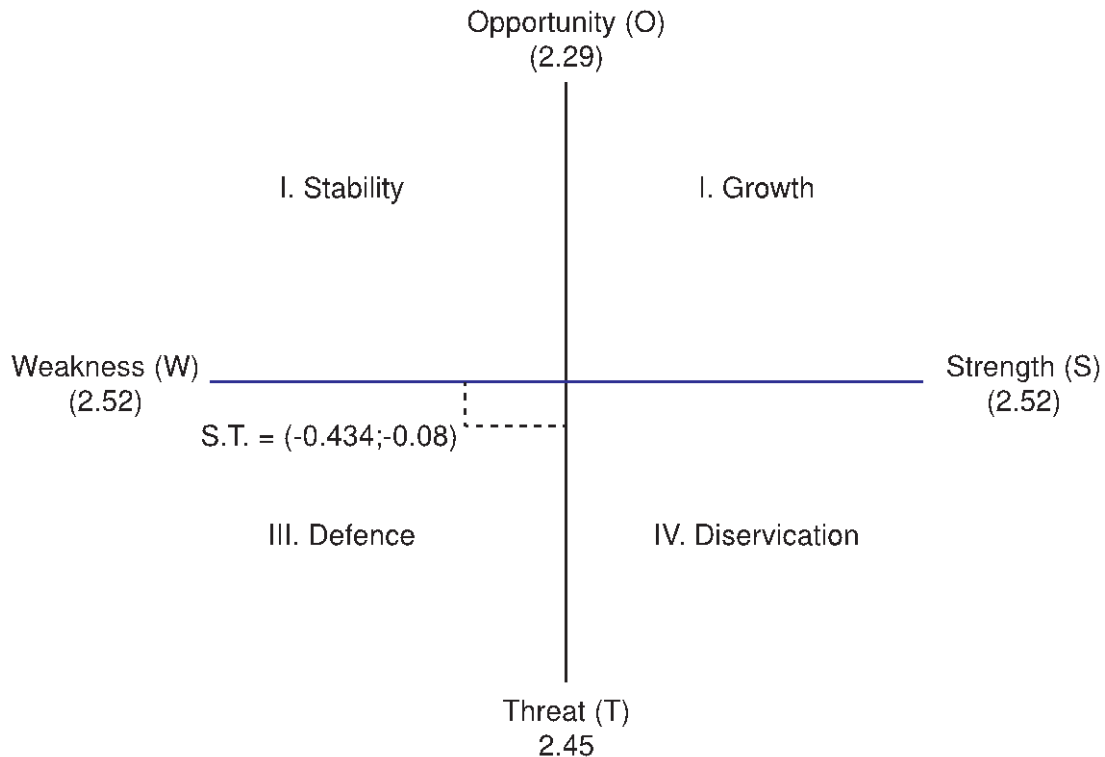 Opportunity (O)
(2.29)
I. Stability
I. Growth
Weakness (W)
(2.52)
Strength (S)
(2.52)
S.T. = (-0.434;-0.08)
III. Defence
IV. Diservication
Threat (T)
2.45